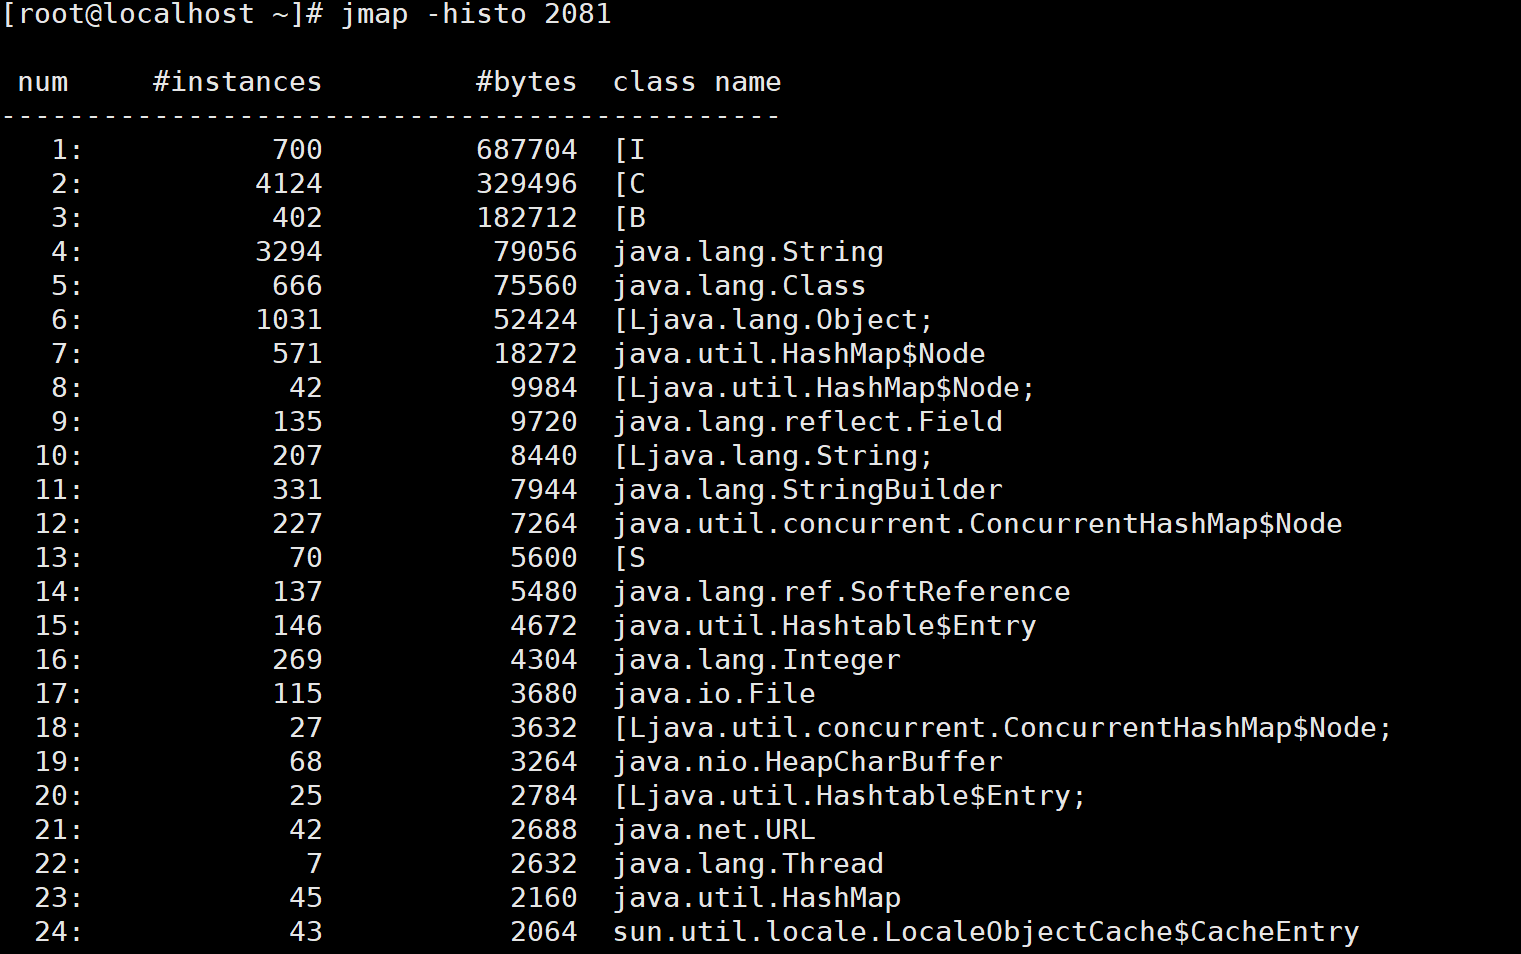 [root@localhost ~]# jmap -histo 2081
 num     #instances         #bytes  class name
----------------------------------------------
   1:           700         687704  [I
   2:          4124         329496  [C
   3:           402         182712  [B
   4:          3294          79056  java.lang.String
   5:           666          75560  java.lang.Class
   6:          1031          52424  [Ljava.lang.Object;
   7:           571          18272  java.util.HashMap$Node
   8:            42           9984  [Ljava.util.HashMap$Node;
   9:           135           9720  java.lang.reflect.Field
  10:           207           8440  [Ljava.lang.String;
  11:           331           7944  java.lang.StringBuilder
  12:           227           7264  java.util.concurrent.ConcurrentHashMap$Node
  13:            70           5600  [S
  14:           137           5480  java.lang.ref.SoftReference
  15:           146           4672  java.util.Hashtable$Entry
  16:           269           4304  java.lang.Integer
  17:           115           3680  java.io.File
  18:            27           3632  [Ljava.util.concurrent.ConcurrentHashMap$Node;
  19:            68           3264  java.nio.HeapCharBuffer
  20:            25           2784  [Ljava.util.Hashtable$Entry;
  21:            42           2688  java.net.URL
  22:             7           2632  java.lang.Thread
  23:            45           2160  java.util.HashMap
  24:            43           2064  sun.util.locale.LocaleObjectCache$CacheEntry